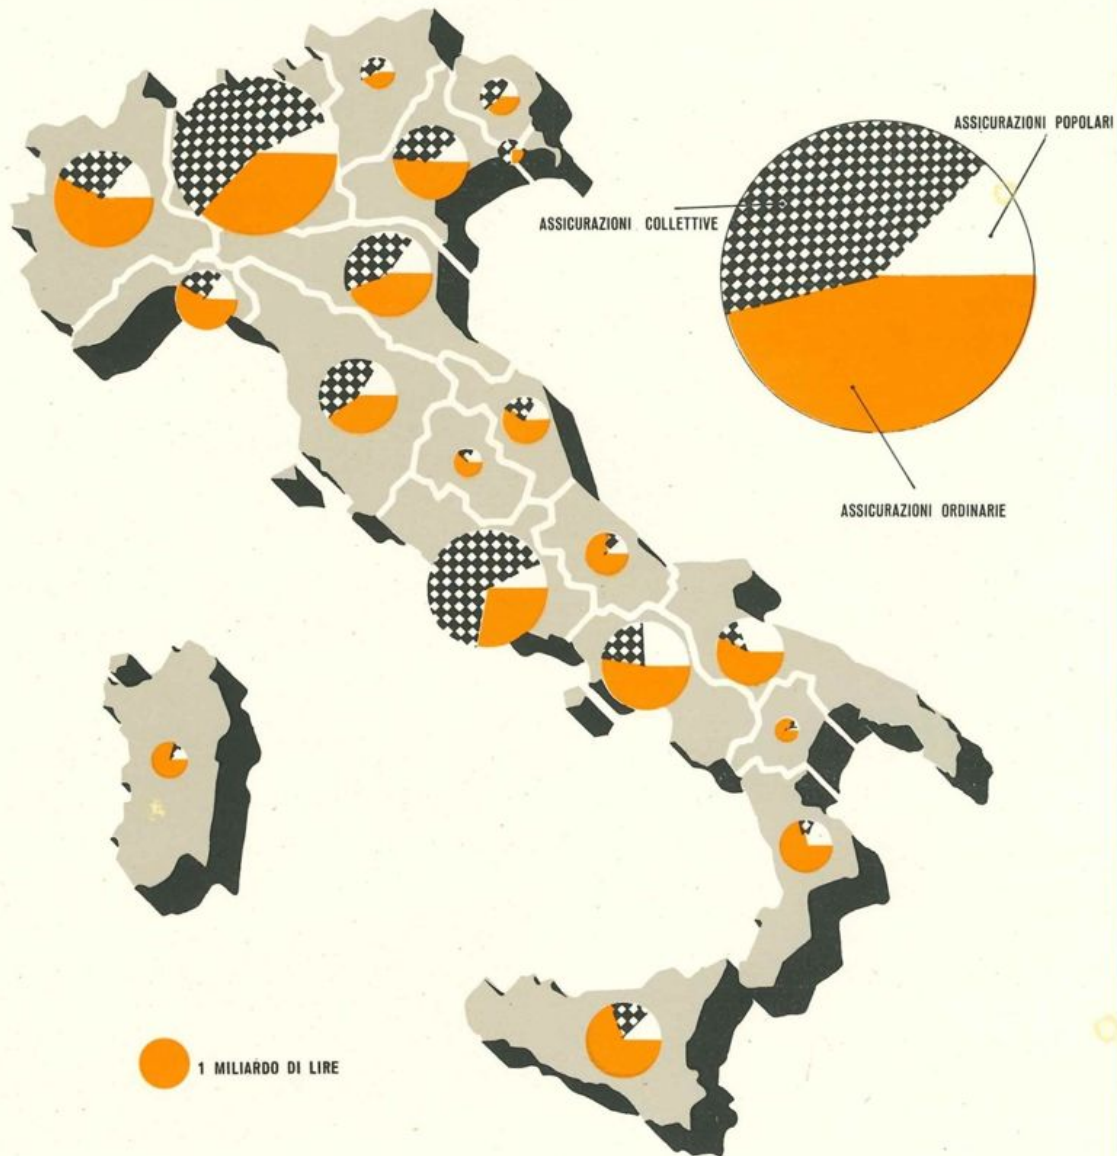 ASSICURAZIONI POPOLARI
ASSICURAZIONI COLLETTIVE
ASSICURAZIONI ORDINARIE
1 MILIARDO DI LIRE